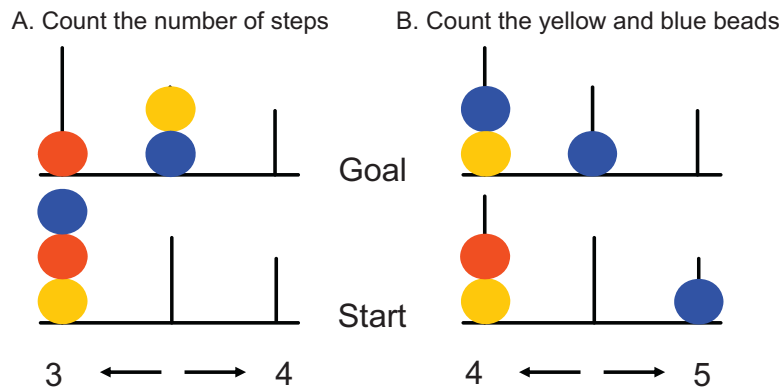 A. Count the number of steps
B. Count the yellow and blue beads
Goal
Start
3
4
4
5